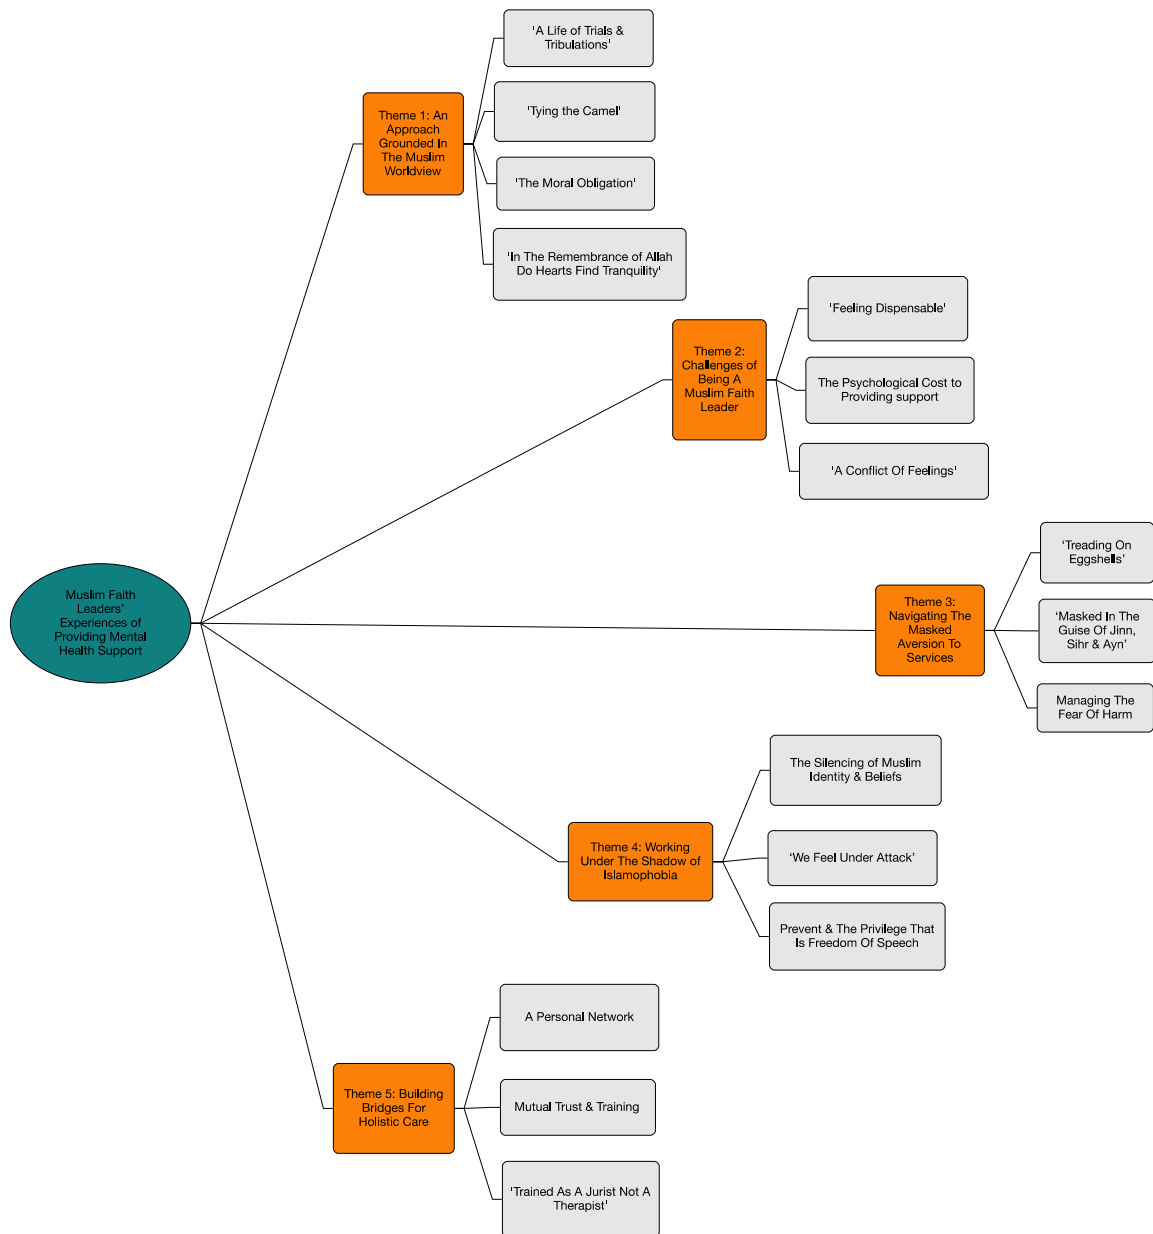 Muslim Faith
Leaders'
Experiences of
Providing Mental
Health Support
Theme 1: An
Approach
Grounded In
The Muslim
Worldview
'A Life of Trials &
Tribulations'
'Tying the Camel'
'The Moral Obligation'
'In The Remembrance of Allah
Do Hearts Find Tranquility'
Theme 2:
Challenges of
Being A
Muslim Faith
Leader
'Feeling Dispensable'
The Psychological Cost to
Providing support
'A Conflict Of Feelings'
Theme 3:
Navigating The
Masked
Aversion To
Services
‘Treading On
Eggshells’
‘Masked In The
Guise Of Jinn,
Sihr & Ayn’
Managing The
Fear Of Harm
Theme 4: Working
Under The Shadow of
Islamophobia
The Silencing of Muslim
Identity & Beliefs
‘We Feel Under Attack’
Prevent & The Privilege That
Is Freedom Of Speech
Theme 5: Building
Bridges For
Holistic Care
A Personal Network
Mutual Trust & Training
'Trained As A Jurist Not A
Therapist'